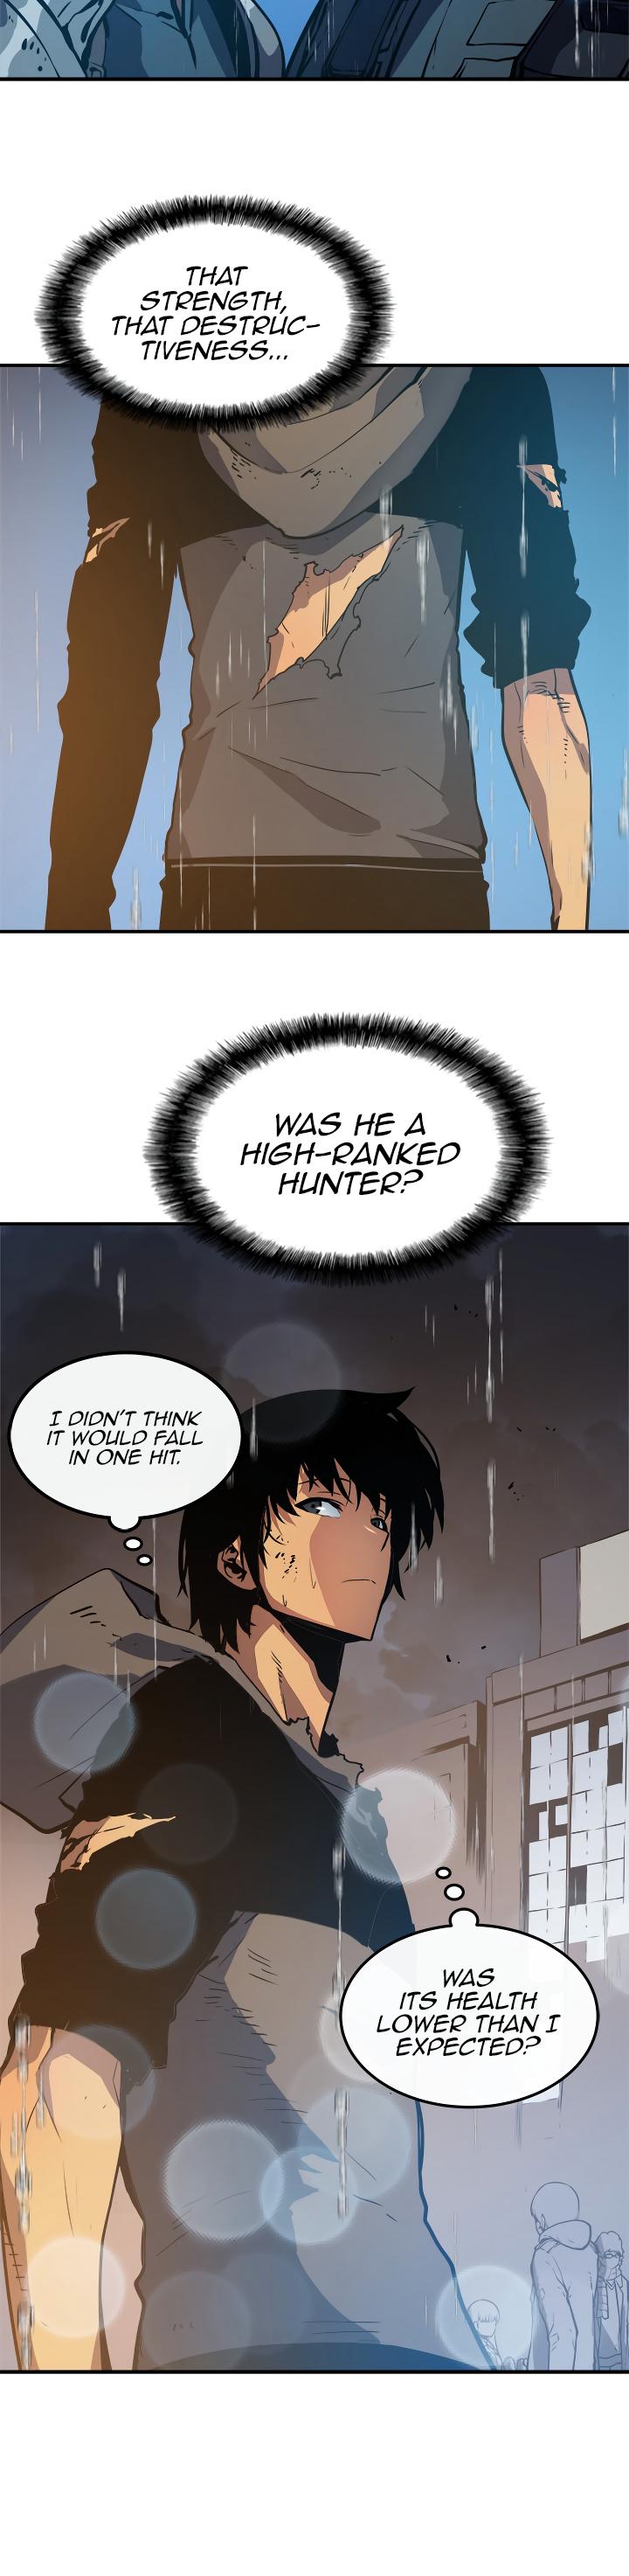 THAT
STRENGTH,
THAT DESTRUC-
TIVENESS...
WAS HE A
HIGH-RANKED
HUNTER?
I DIDN'T THINK
IT WOULD FALL
IN ONE HIT.
WAS
ITS HEALTH
LOWER THAN I
EXPECTED?